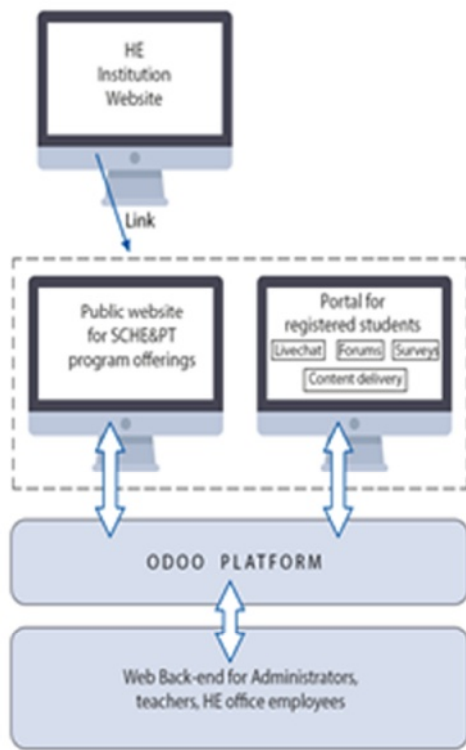 HE
Institution
Website
Link
Public website
for SCHE&PT
program offerings
Portal for
registered students
Livechat
Forums
Surveys
Content delivery
ODOO PLATFORM
Web Back-end for Administrators,
teachers, HE office employees